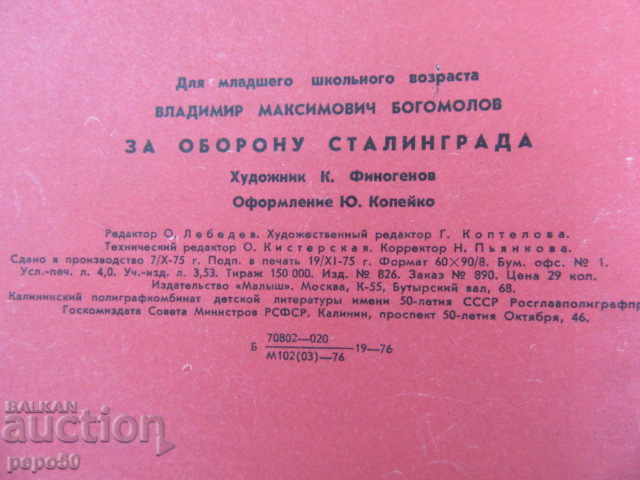 Для младшего школьного возраста
ВЛАДИМИР МАКСИМОВИЧ БОГОМОЛОВ
ЗА ОБОРОНУ СТАЛИНГРАДА
Художник К. Финогенов
Оформление Ю. Копейко
Редактор О. Лебедев. Художественный редактор Г. Коптелова.
Технический редактор О. Кистерская. Корректор Н. Пьянкова.
Сдано в производство 7/X-75 г. Подп. в печать 19/XI-75 г. Формат 60×90/8. Бум. офс. № 1.
Усл.-печ. л. 4,0. Уч.-изд. л. 3,53. Тираж 150 000. Изд. № 826. Заказ № 890. Цена 29 коп.
Издательство «Малыш». Москва, К-55, Бутырский вал, 68.
Калининский полиграфкомбинат детской литературы имени 50-летия СССР Росглавполиграфпр
Госкомиздата Совета Министров РСФСР. Калинин, проспект 50-летия Октября, 46.
Б 70802—020 19—76
М102(03)—76
BALKAN
auction
pepo50